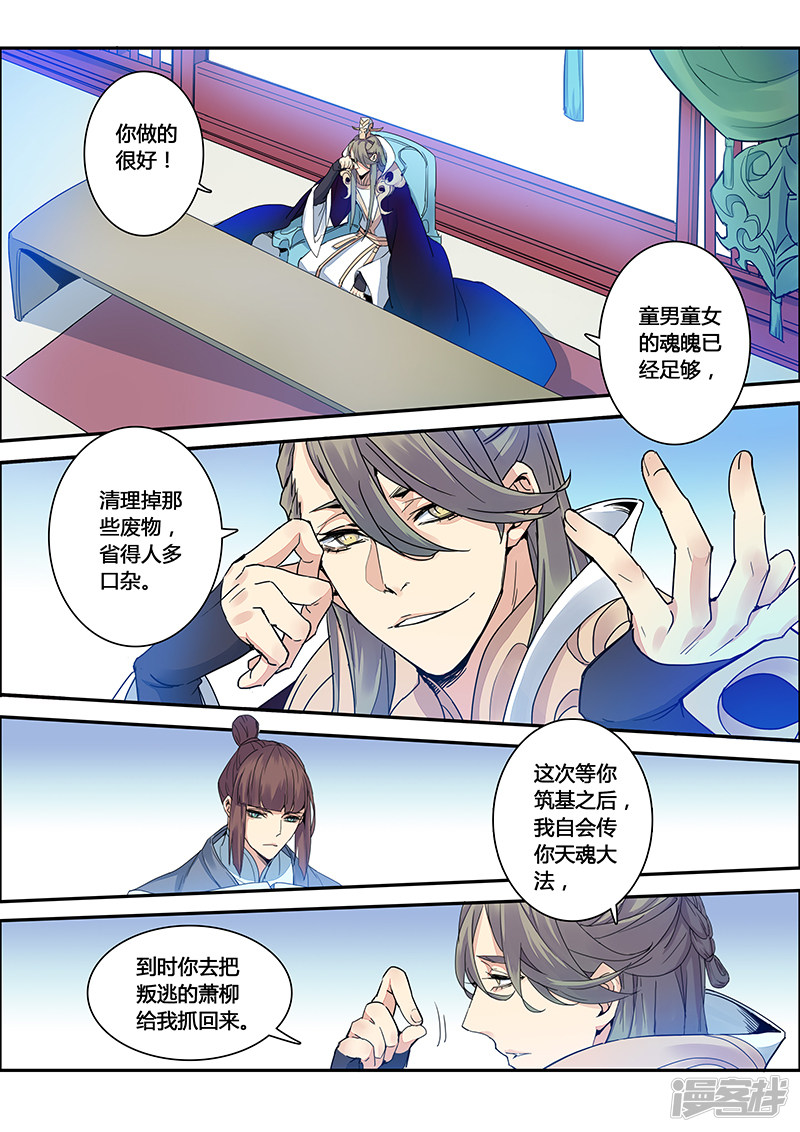 你做的
很好！
童男童女
的魂魄已
经足够，
清理掉那
些废物，
省得人多
口杂。
这次等你
筑基之后，
我自会传
你天魂大
法，
到时你去把
叛逃的萧柳
给我抓回来。
漫客栈